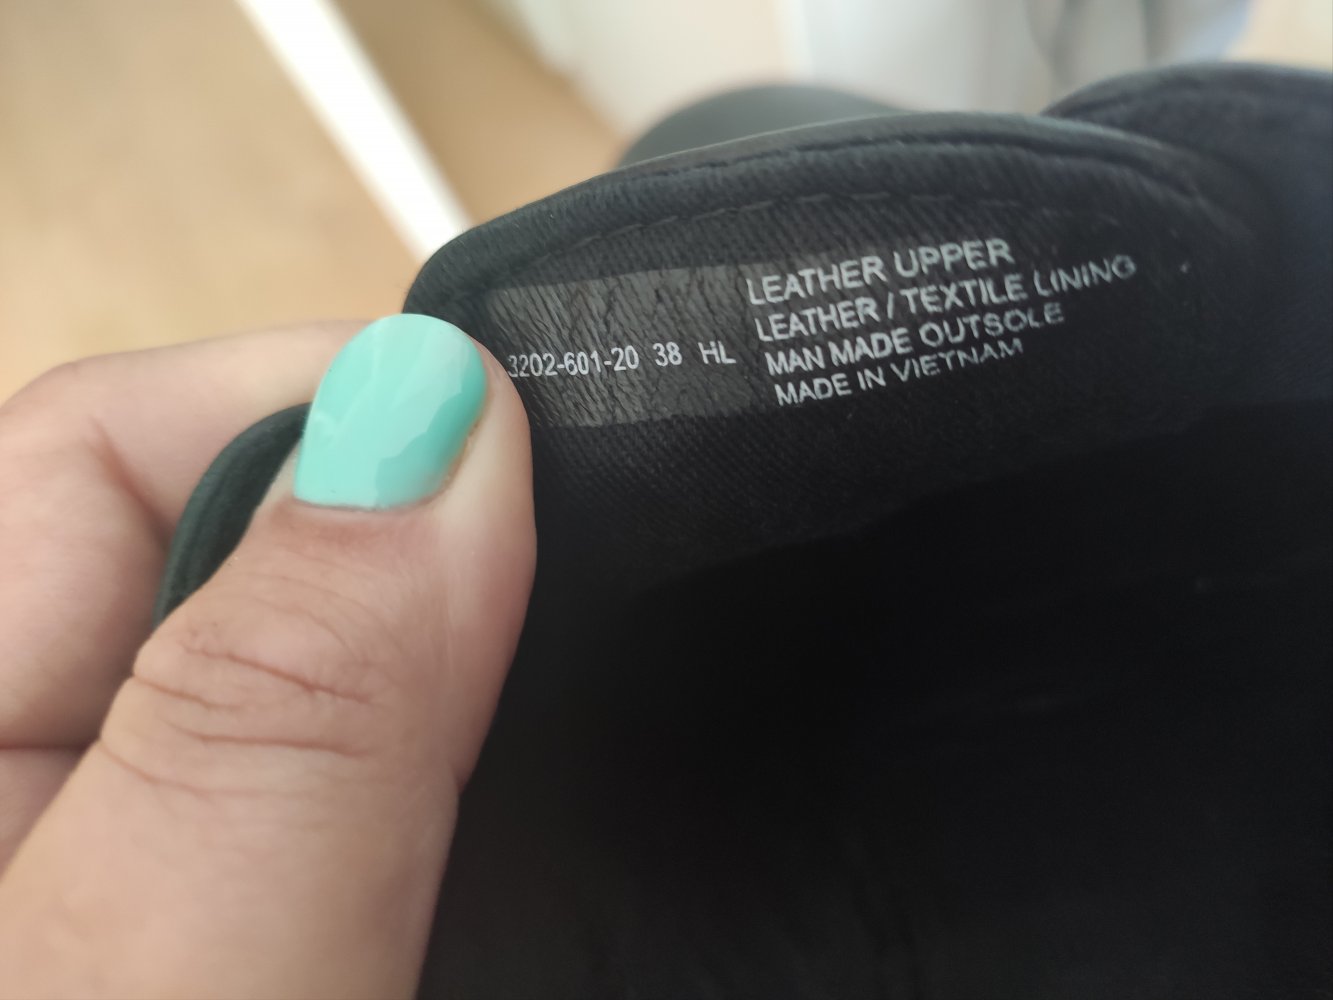 3202-601-20 38 HL
LEATHER UPPER
LEATHER / TEXTILE LINING
MAN MADE OUTSOLE
MADE IN VIETNAM